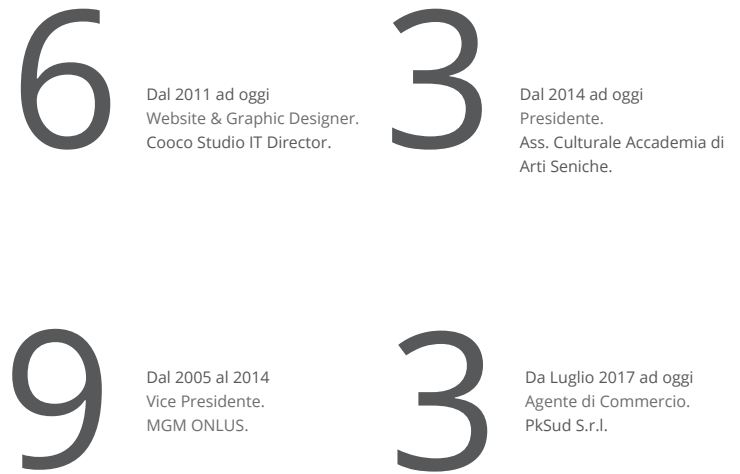 6
Dal 2011 ad oggi
Website & Graphic Designer.
Cooco Studio IT Director.
3
Dal 2014 ad oggi
Presidente.
Ass. Culturale Accademia di
Arti Seniche.
9
Dal 2005 al 2014
Vice Presidente.
MGM ONLUS.
3
Da Luglio 2017 ad oggi
Agente di Commercio.
PkSud S.r.l.